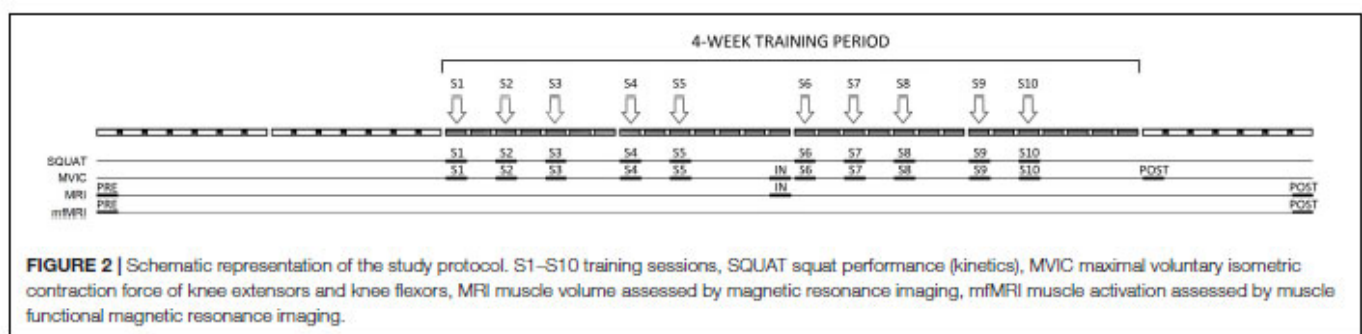 4-WEEK TRAINING PERIOD
S1 S2 S3 S4 S5 S6 S7 S8 S9 S10
SQUAT S1 S2 S3 S4 S5 S6 S7 S8 S9 S10
MVIC S1 S2 S3 S4 S5 IN S6 S7 S8 S9 S10 POST
MRI PRE IN POST
mfMRI PRE POST
FIGURE 2 | Schematic representation of the study protocol. S1–S10 training sessions, SQUAT squat performance (kinetics), MVIC maximal voluntary isometric
contraction force of knee extensors and knee flexors, MRI muscle volume assessed by magnetic resonance imaging, mfMRI muscle activation assessed by muscle
functional magnetic resonance imaging.